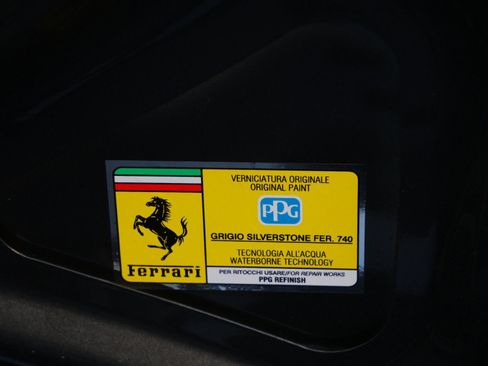 VERNICIATURA ORIGINALE
ORIGINAL PAINT
PPG
GRIGIO SILVERSTONE FER. 740
TECNOLOGIA ALL'ACQUA
WATERBORNE TECHNOLOGY
Ferrari
PER RITOCCHI USARE/FOR REPAIR WORKS
PPG REFINISH